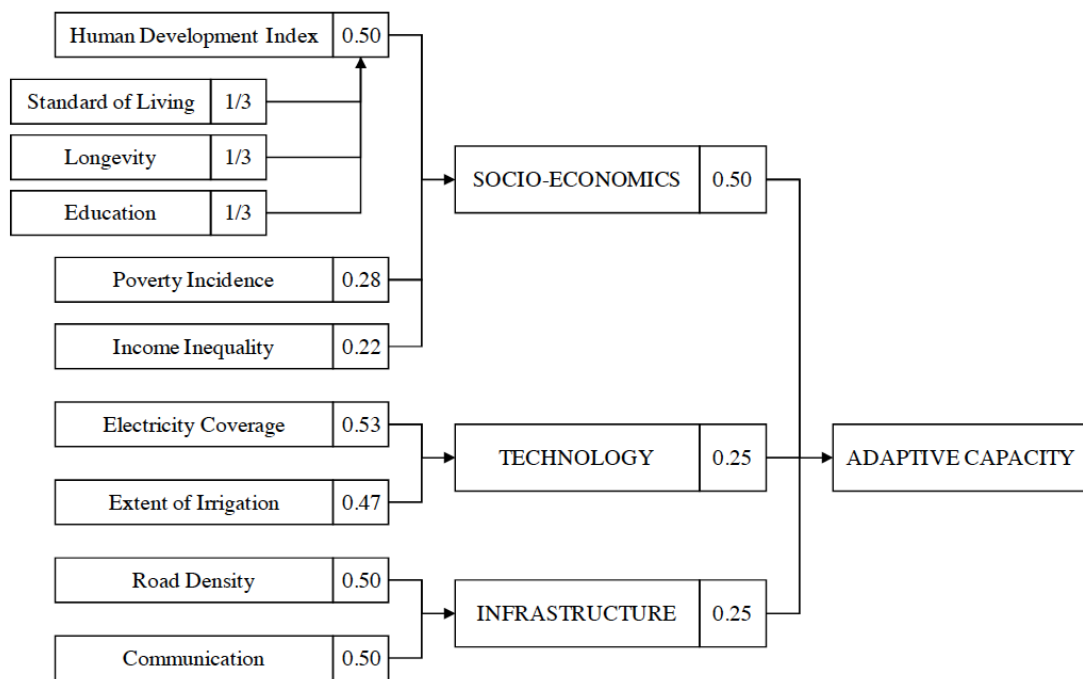 Human Development Index 0.50
Standard of Living 1/3
Longevity 1/3
Education 1/3
Poverty Incidence 0.28
Income Inequality 0.22
SOCIO-ECONOMICS 0.50
Electricity Coverage 0.53
Extent of Irrigation 0.47
TECHNOLOGY 0.25
Road Density 0.50
Communication 0.50
INFRASTRUCTURE 0.25
ADAPTIVE CAPACITY